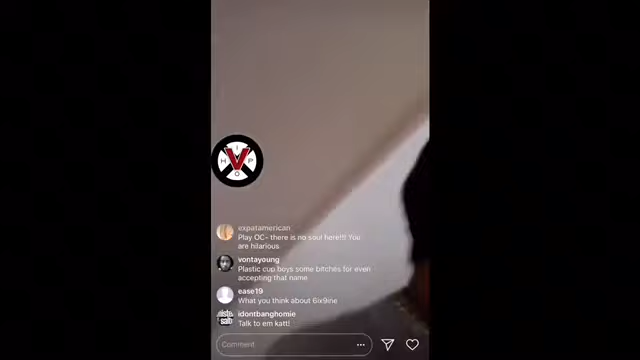 I
H V P
O
expatamerican
Play OC- there is no soul here!!! You
are hilarious
vontayoung
Plastic cup boys some bitches for even
accepting that name
ease19
What you think about 6ix9ine
idontbanghomie
Talk to em katt!
Comment